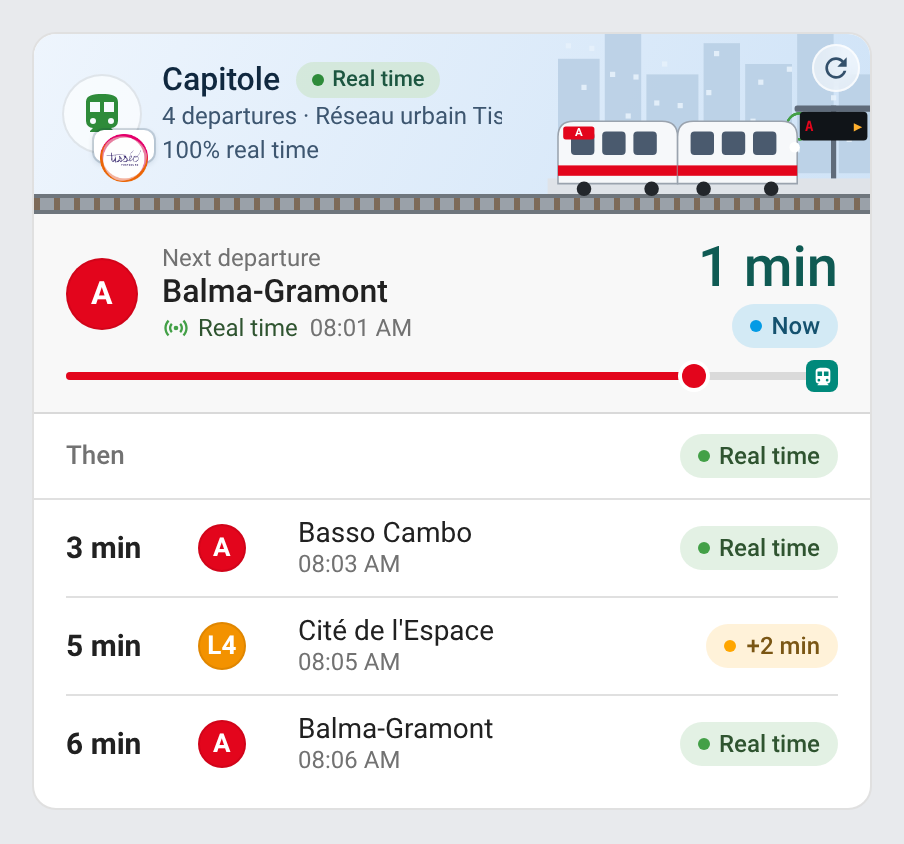 Capitole
Real time
4 departures · Réseau urbain Tis
100% real time
tisséo
A
A
Next departure
A
Balma-Gramont
Real time 08:01 AM
1 min
Now
Then
Real time
3 min
A
Basso Cambo
08:03 AM
Real time
5 min
L4
Cité de l'Espace
08:05 AM
+2 min
6 min
A
Balma-Gramont
08:06 AM
Real time